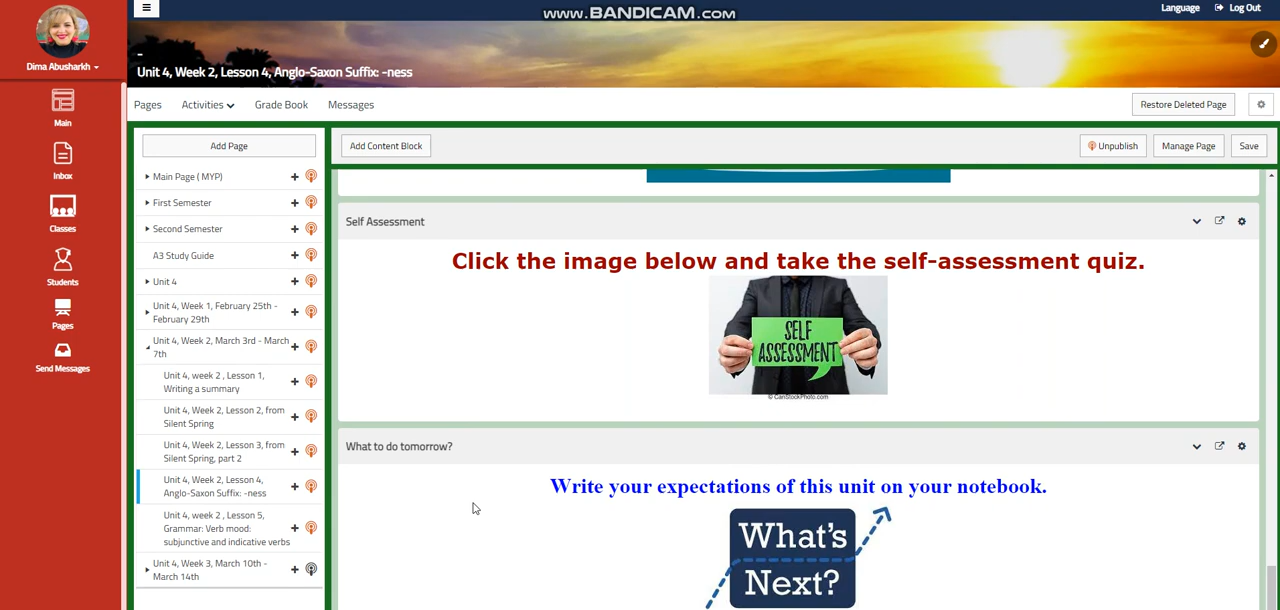 www.BANDICAM.com
Language
Log Out
Dima Abusharkh
-
Unit 4, Week 2, Lesson 4, Anglo-Saxon Suffix: -ness
Pages
Activities
Grade Book
Messages
Restore Deleted Page
Main
Inbox
Classes
Students
Pages
Send Messages
Add Page
Main Page ( MYP)
First Semester
Second Semester
A3 Study Guide
Unit 4
Unit 4, Week 1, February 25th -
February 29th
Unit 4, Week 2, March 3rd - March
7th
Unit 4, week 2 , Lesson 1,
Writing a summary
Unit 4, Week 2, Lesson 2, from
Silent Spring
Unit 4, Week 2, Lesson 3, from
Silent Spring, part 2
Unit 4, Week 2, Lesson 4,
Anglo-Saxon Suffix: -ness
Unit 4, week 2 , Lesson 5,
Grammar: Verb mood:
subjunctive and indicative verbs
Unit 4, Week 3, March 10th -
March 14th
Add Content Block
Unpublish
Manage Page
Save
Self Assessment
Click the image below and take the self-assessment quiz.
SELF
ASSESSMENT
© CanStockPhoto.com
What to do tomorrow?
Write your expectations of this unit on your notebook.
What's
Next?